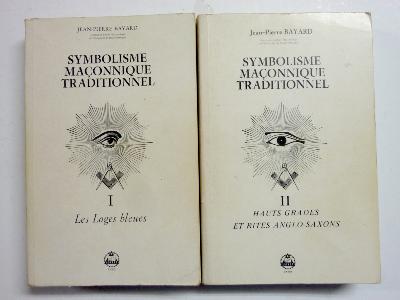 JEAN-PIERRE BAYARD
SYMBOLISME
MAÇONNIQUE
TRADITIONNEL
I
Les Loges bleues
Jean-Pierre BAYARD
SYMBOLISME
MAÇONNIQUE
TRADITIONNEL
II
HAUTS GRADES
ET RITES ANGLO-SAXONS